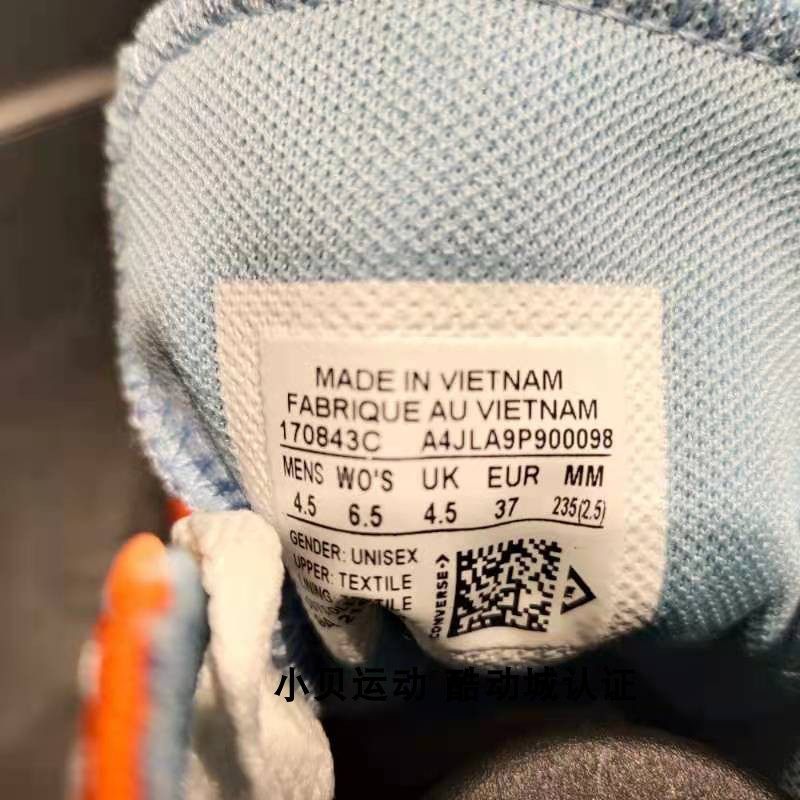 MADE IN VIETNAM
FABRIQUE AU VIETNAM
170843C A4JLA9P900098
MENS WO'S UK EUR MM
4.5 6.5 4.5 37 235(2.5)
GENDER: UNISEX
UPPER: TEXTILE
CONVERSE
TM
小贝运动 酷动城认证